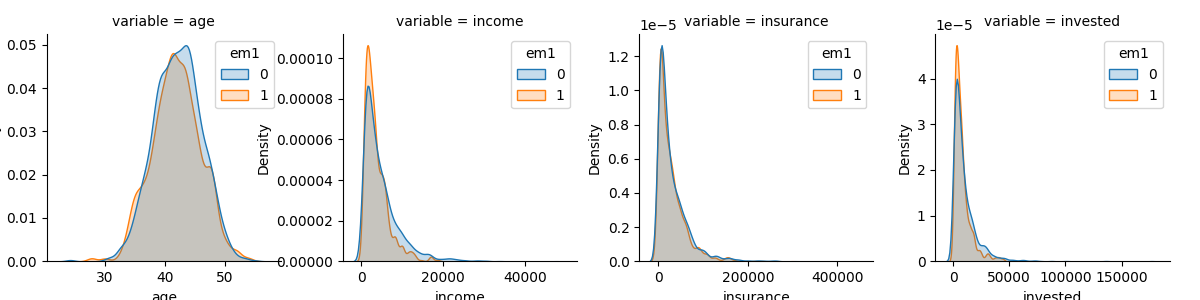 variable = age
0.05
0.04
0.03
0.02
0.01
0.00
30
40
50
age
em1
0
1
variable = income
Density
0.00010
0.00008
0.00006
0.00004
0.00002
0.00000
0
20000
40000
income
em1
0
1
1e−5
variable = insurance
Density
1.2
1.0
0.8
0.6
0.4
0.2
0.0
0
200000
400000
insurance
em1
0
1
1e−5
variable = invested
Density
4
3
2
1
0
0
50000
100000
150000
invested
em1
0
1